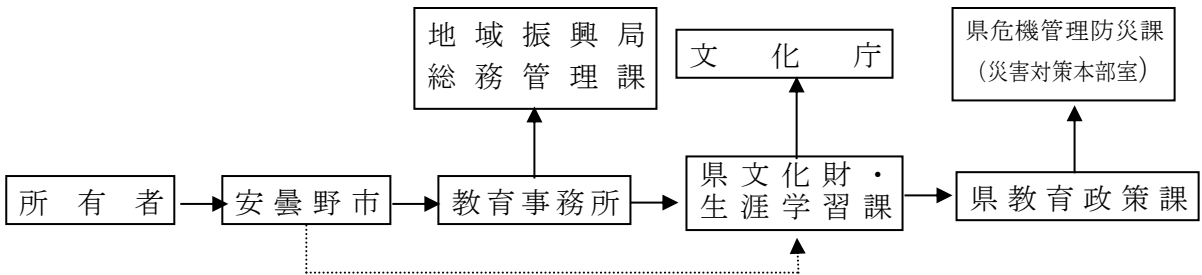 地域振興局
総務管理課
文化庁
県危機管理防災課
(災害対策本部室)
所有者
安曇野市
教育事務所
県文化財・
生涯学習課
県教育政策課